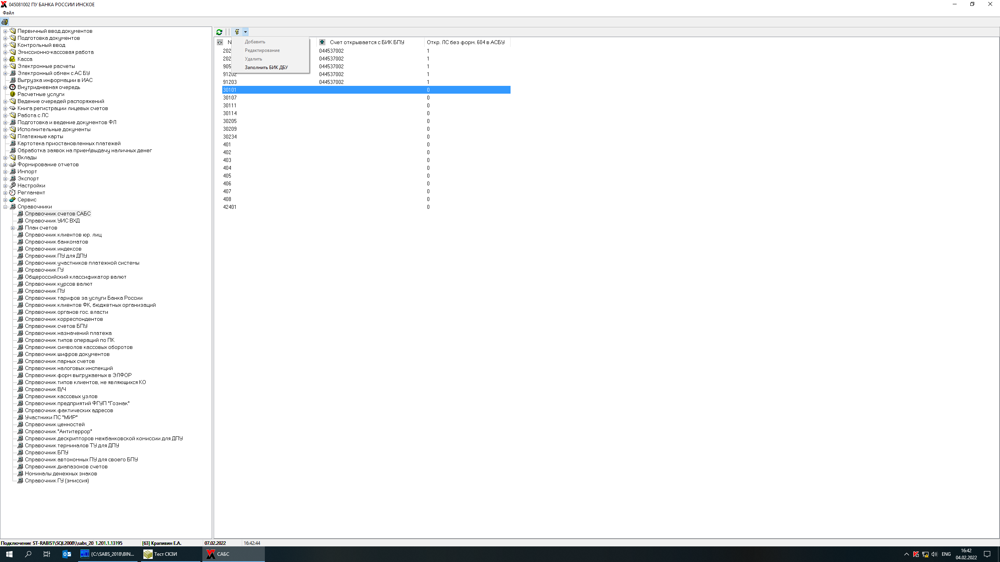 045081002 ПУ БАНКА РОССИИ ИНСКОЕ
Файл
Первичный ввод документов
Подготовка документов
Контрольный ввод
Эмиссионно-кассовая работа
Касса
Электронные расчеты
Электронный обмен с АС БУ
Выгрузка информации в ИАС
Внутридневная очередь
Расчетные услуги
Ведение очередей распоряжений
Книга регистрации лицевых счетов
Работа с ЛС
Подготовка и ведение документов ФЛ
Исполнительные документы
Платежные карты
Картотека приостановленных платежей
Обработка заявок на прием\выдачу наличных денег
Вклады
Формирование отчетов
Импорт
Экспорт
Настройки
Регламент
Сервис
Справочники
Справочник счетов САБС
Справочник УИС ВХД
План счетов
Справочник клиентов юр. лиц
Справочник банкоматов
Справочник индексов
Справочник ПУ для ДПУ
Справочник участников платежной системы
Справочник ГУ
Общероссийский классификатор валют
Справочник курсов валют
Справочник ПУ
Справочник тарифов за услуги Банка России
Справочник клиентов ФК, бюджетных организаций
Справочник органов гос. власти
Справочник корреспондентов
Справочник счетов БПУ
Справочник назначений платежа
Справочник типов операций по ПК
Справочник символов кассовых оборотов
Справочник шифров документов
Справочник парных счетов
Справочник налоговых инспекций
Справочник форм выгружаемых в ЭЛФОР
Справочник типов клиентов, не являющихся КО
Справочник В/Ч
Справочник кассовых узлов
Справочник предприятий ФГУП "Гознак"
Справочник фактических адресов
Участники ПС "МИР"
Справочник ценностей
Справочник "Антитеррор"
Справочник дескрипторов межбанковской комиссии для ДПУ
Справочник терминалов ТУ для ДПУ
Справочник БПУ
Справочник автономных ПУ для своего БПУ
Справочник диапазонов счетов
Номиналы денежных знаков
Справочник ГУ (эмиссия)
Добавить
Редактирование
Удалить
Заполнить БИК ДБУ
N Счет открывается с БИК БПУ Откр. ЛС без форм. 604 в АСБУ
202 044537002 1
202 044537002 1
905 044537002 1
91202 044537002 1
91203 044537002 1
30101 0
30107 0
30111 0
30114 0
30205 0
30209 0
30234 0
401 0
402 0
403 0
404 0
405 0
406 0
407 0
408 0
42401 0
Подключение ST-RABIS1\SQL2008\\sabs_20 1.201.1.13195 [63] Крапивин Е.А. 07.02.2022 16:42:44
{C:\SABS_2018\BIN... Тест СКЗИ САБС ENG 16:42
04.02.2022